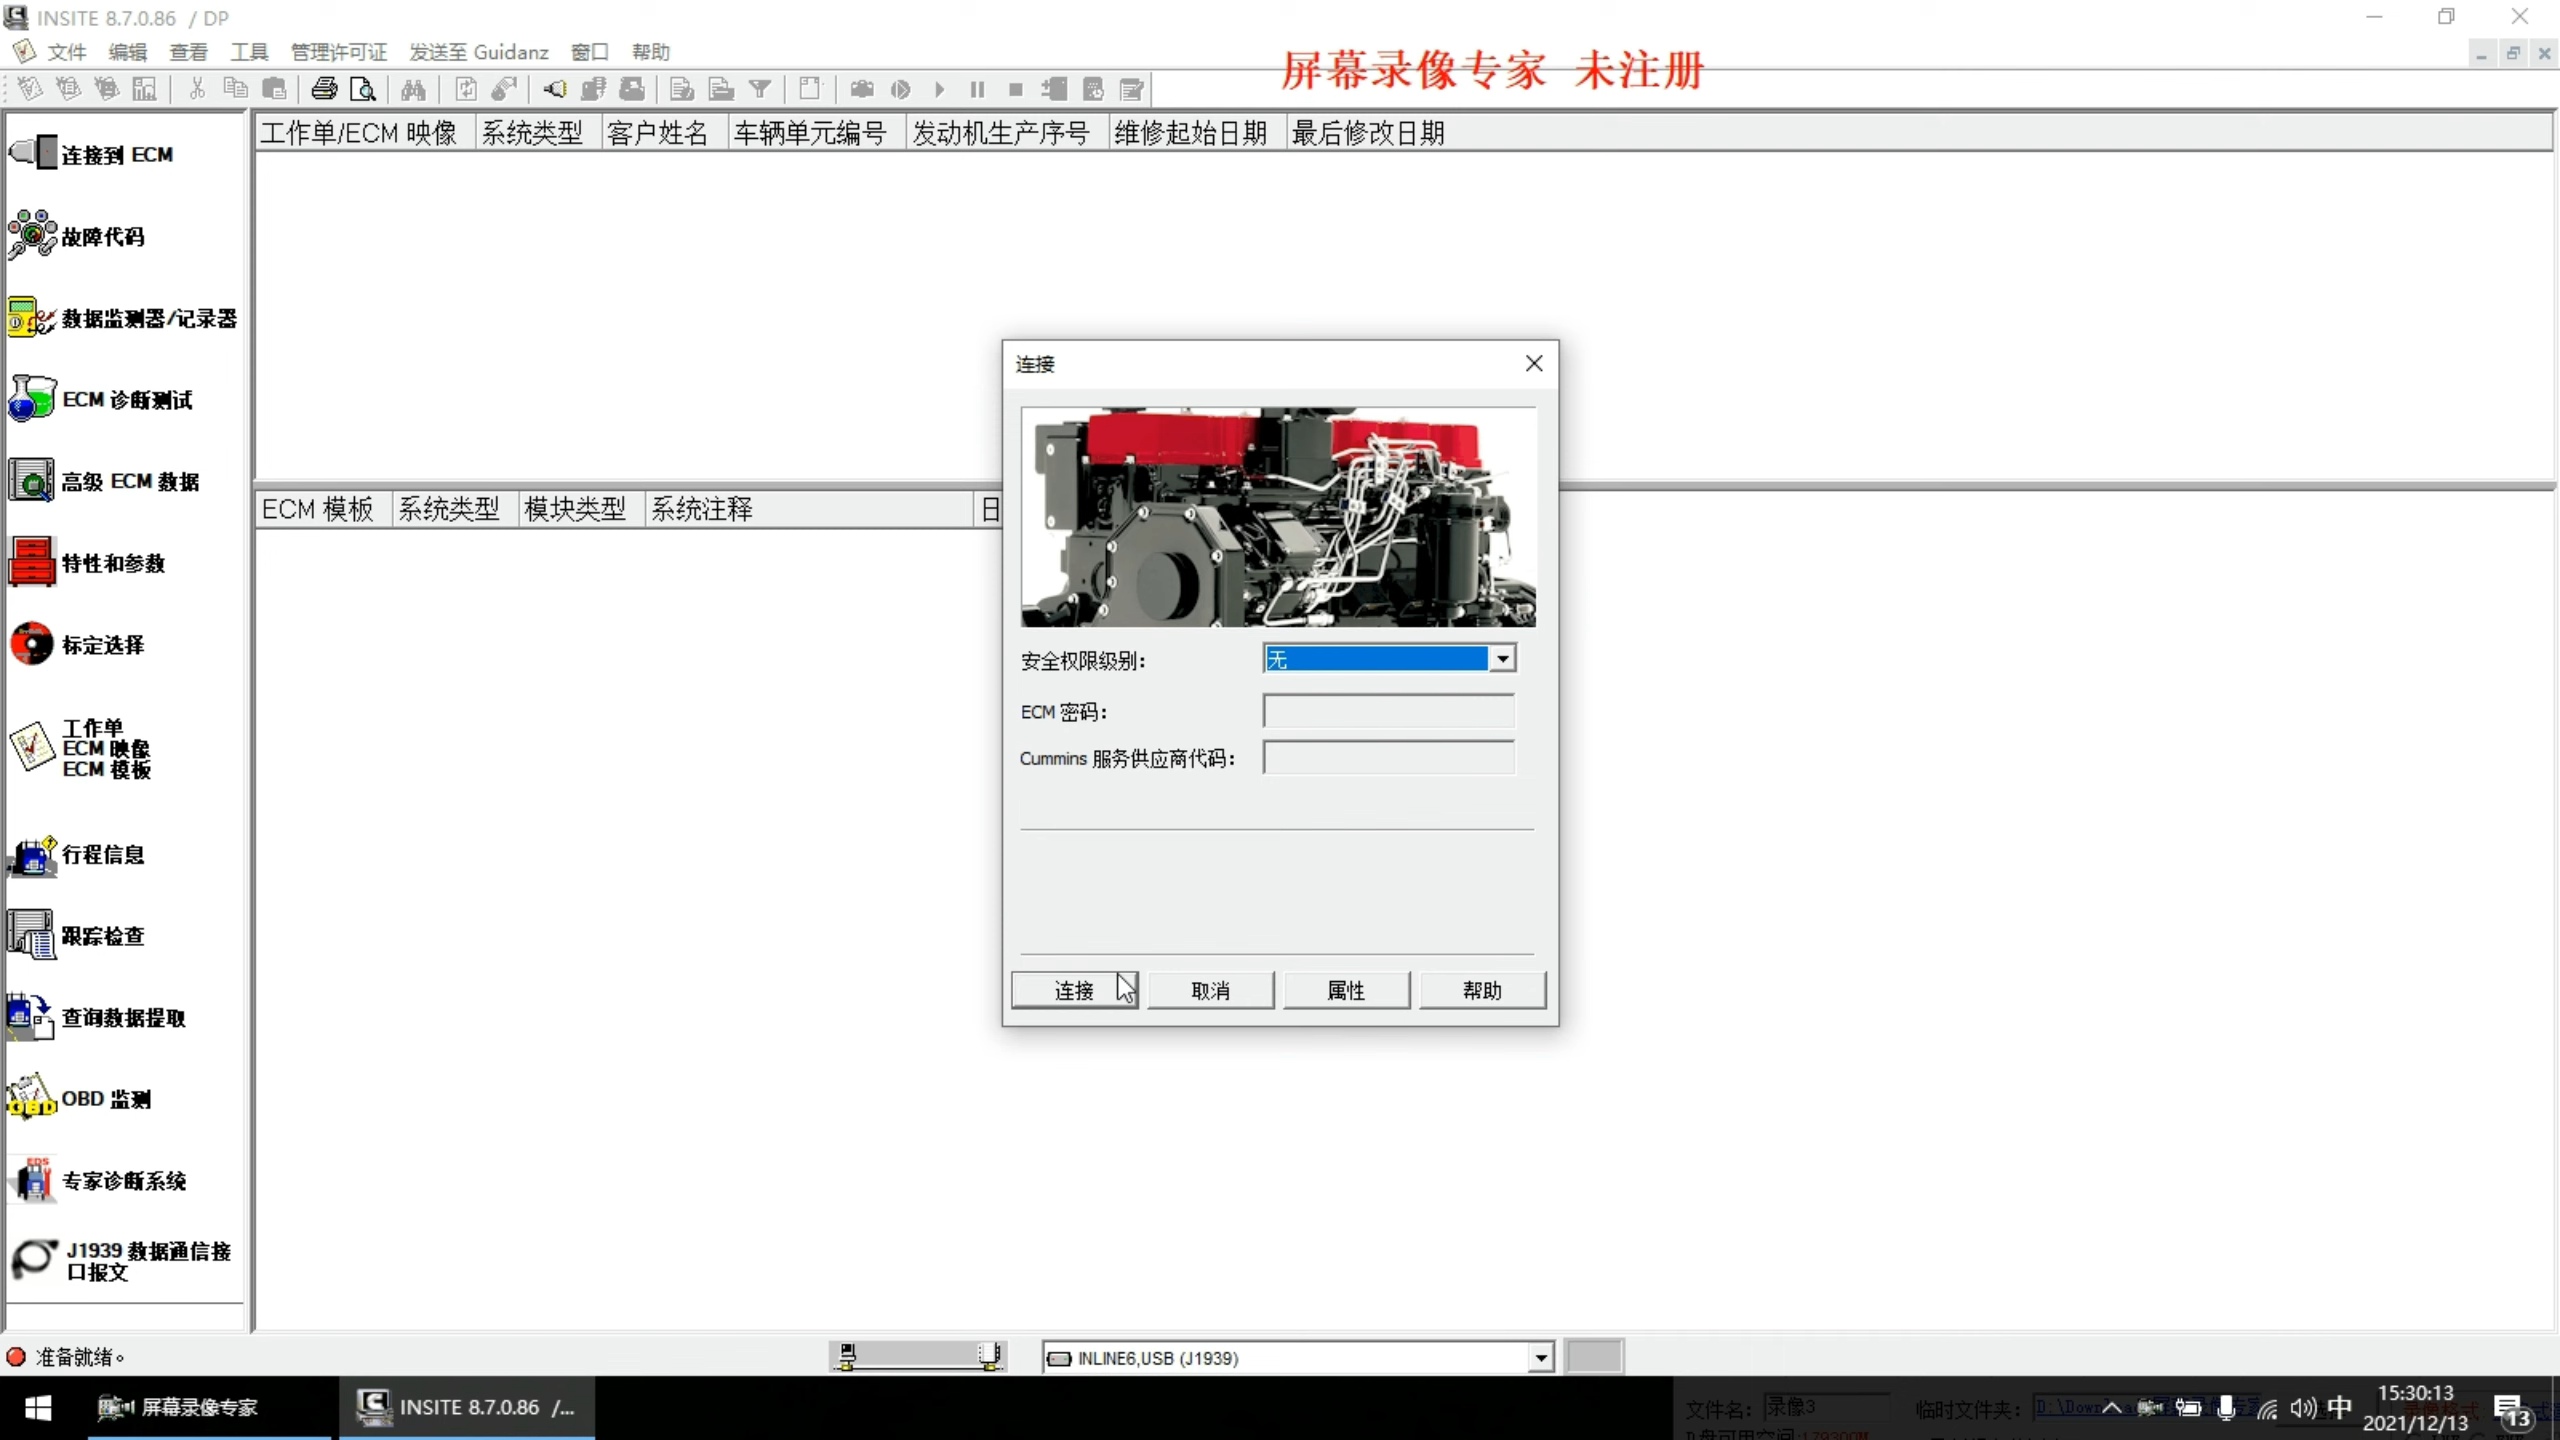 INSITE 8.7.0.86 / DP
文件 编辑 查看 工具 管理许可证 发送至 Guidanz 窗口 帮助
屏幕录像专家 未注册
工作单/ECM 映像 系统类型 客户姓名 车辆单元编号 发动机生产序号 维修起始日期 最后修改日期
连接到 ECM
故障代码
数据监测器/记录器
ECM 诊断测试
高级 ECM 数据
特性和参数
标定选择
工作单
ECM 映像
ECM 模板
行程信息
跟踪检查
查询数据提取
OBD 监测
专家诊断系统
J1939 数据通信接
口报文
ECM 模板 系统类型 模块类型 系统注释 日
连接
安全权限级别: 无
ECM 密码:
Cummins 服务供应商代码:
连接 取消 属性 帮助
准备就绪。
INLINE6,USB (J1939)
屏幕录像专家
INSITE 8.7.0.86 /...
文件名: 录像3 临时文件夹:
中
15:30:13
2021/12/13
13